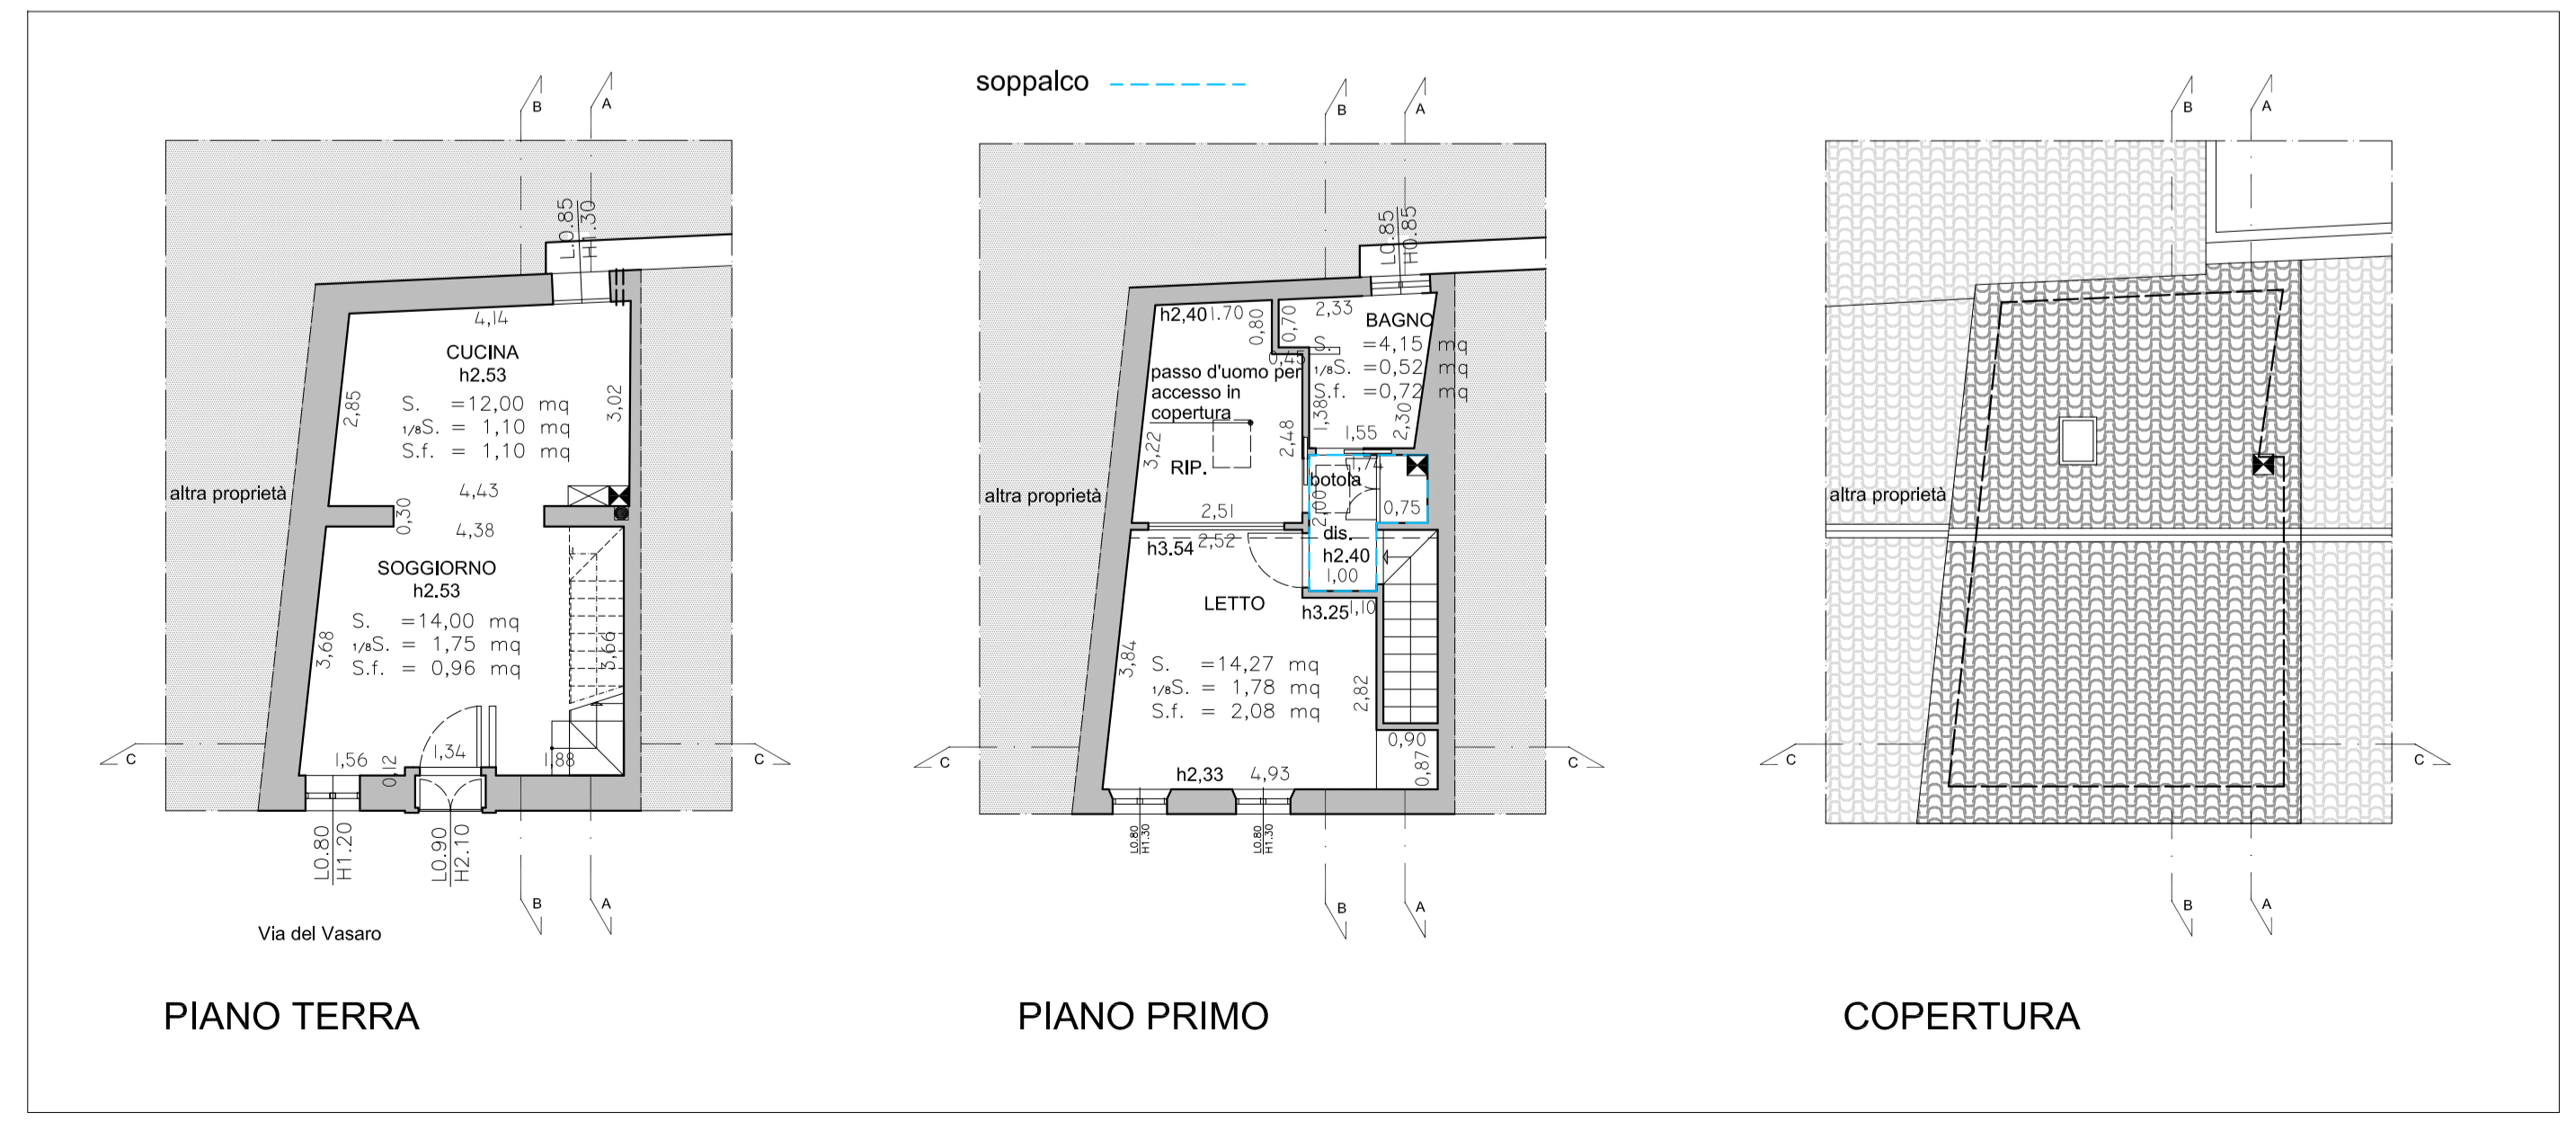 soppalco
B
A
B
A
B
A
L0.85
H1.30
L0.85
H0.85
4,14
CUCINA
h2.53
S. =12,00 mq
1/8S. = 1,10 mq
S.f. = 1,10 mq
2,85
3,02
altra proprietà
4,43
0,30
4,38
SOGGIORNO
h2.53
S. =14,00 mq
1/8S. = 1,75 mq
S.f. = 0,96 mq
3,68
3,66
C
1,56
0,12
1,34
1,88
C
L0.80
H1.20
L0.90
H2.10
B
A
Via del Vasaro
PIANO TERRA
h2,40
1.70
0,80
0,70
2,33
BAGNO
S. =4,15 mq
1/8S. =0,52 mq
S.f. =0,72 mq
0,45
passo d'uomo per
accesso in
copertura
1,38
2,30
2,48
1,55
3,22
RIP.
1,74
botola
altra proprietà
2,00
0,75
2,51
dis.
h3.54
2,52
h2.40
1,00
LETTO
h3.25
1,10
3,84
S. =14,27 mq
1/8S. = 1,78 mq
S.f. = 2,08 mq
2,82
0,90
C
h2,33
4,93
0,87
C
L0.80
H1.30
L0.80
H1.30
B
A
PIANO PRIMO
altra proprietà
C
C
B
A
COPERTURA